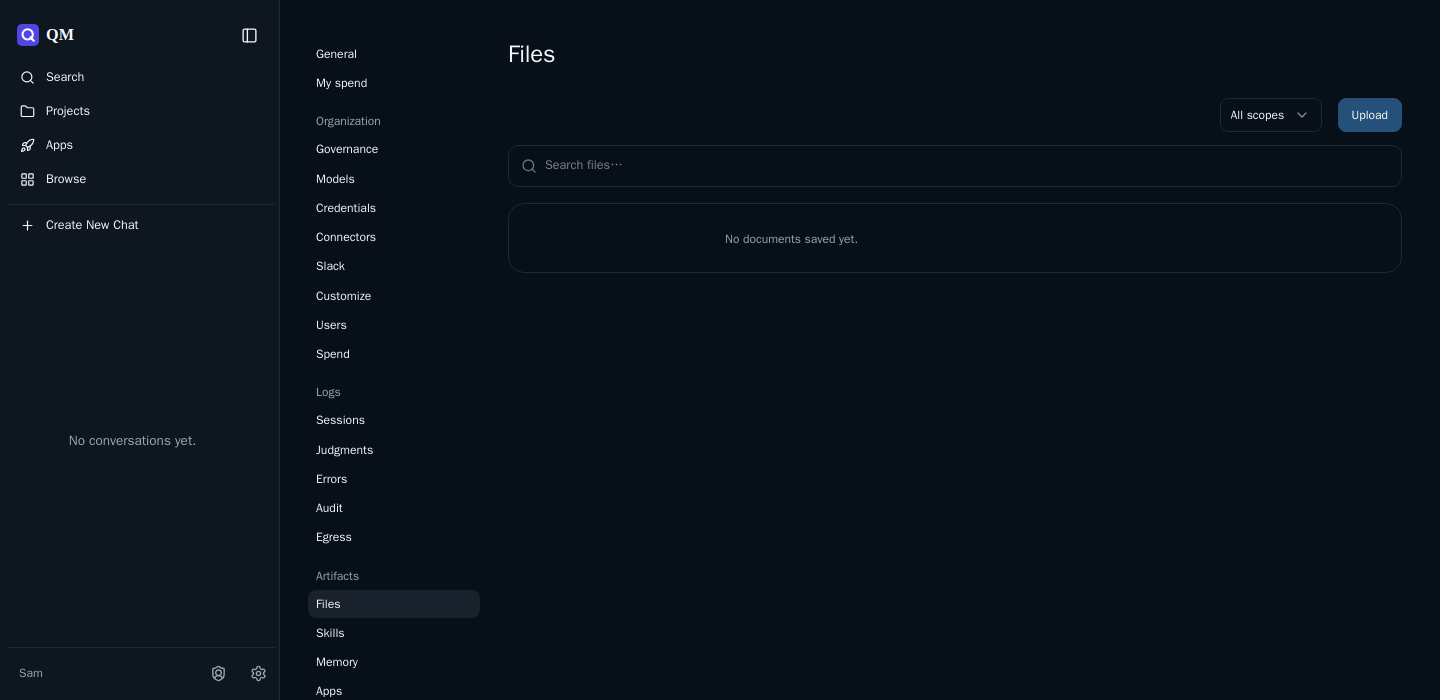 QM
Search
Projects
Apps
Browse
Create New Chat
No conversations yet.
Sam
General
My spend
Organization
Governance
Models
Credentials
Connectors
Slack
Customize
Users
Spend
Logs
Sessions
Judgments
Errors
Audit
Egress
Artifacts
Files
Skills
Memory
Apps
Files
All scopes
Upload
Search files…
No documents saved yet.